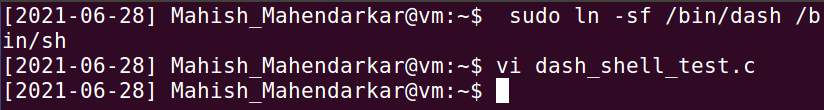 [2021-06-28] Mahish_Mahendarkar@vm:~$  sudo ln -sf /bin/dash /b
in/sh
[2021-06-28] Mahish_Mahendarkar@vm:~$ vi dash_shell_test.c
[2021-06-28] Mahish_Mahendarkar@vm:~$